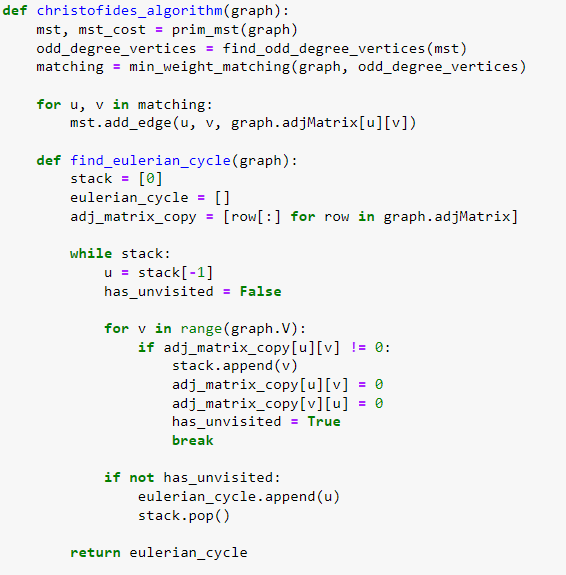 def christofides_algorithm(graph):
    mst, mst_cost = prim_mst(graph)
    odd_degree_vertices = find_odd_degree_vertices(mst)
    matching = min_weight_matching(graph, odd_degree_vertices)

    for u, v in matching:
        mst.add_edge(u, v, graph.adjMatrix[u][v])

    def find_eulerian_cycle(graph):
        stack = [0]
        eulerian_cycle = []
        adj_matrix_copy = [row[:] for row in graph.adjMatrix]

        while stack:
            u = stack[-1]
            has_unvisited = False

            for v in range(graph.V):
                if adj_matrix_copy[u][v] != 0:
                    stack.append(v)
                    adj_matrix_copy[u][v] = 0
                    adj_matrix_copy[v][u] = 0
                    has_unvisited = True
                    break

            if not has_unvisited:
                eulerian_cycle.append(u)
                stack.pop()

        return eulerian_cycle